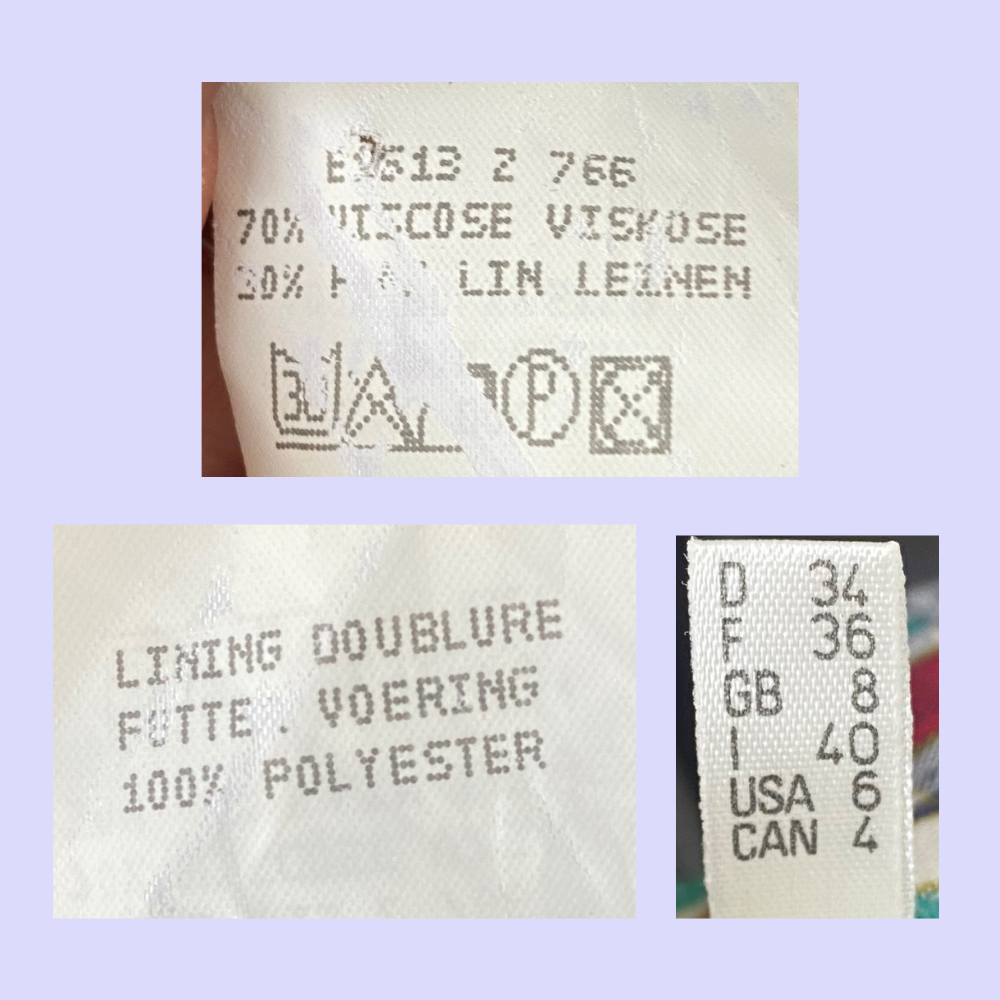 Z 766
70% VISCOSE VISKOSE
30% LIN LEINEN
P
LINING DOUBLURE
VOERING
100% POLYESTER
D 34
F 36
GB 8
I 40
USA 6
CAN 4